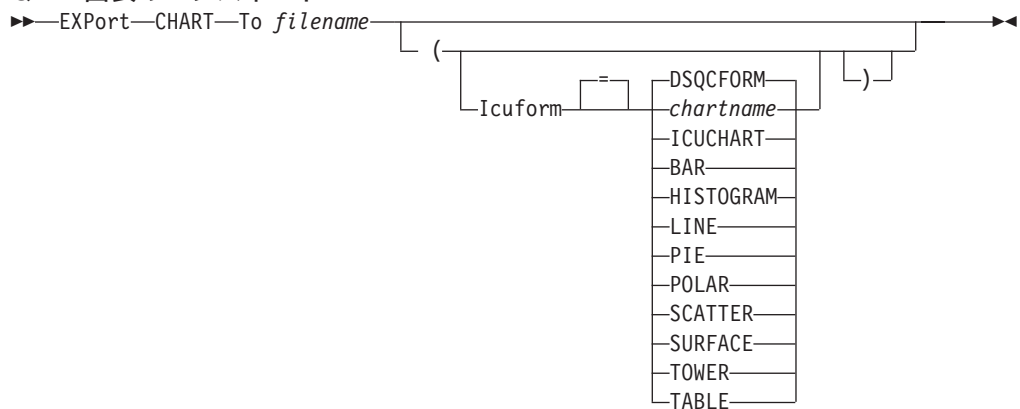 EXPort CHART To filename
(
Icuform = DSQCFORM )
chartname
ICUCHART
BAR
HISTOGRAM
LINE
PIE
POLAR
SCATTER
SURFACE
TOWER
TABLE